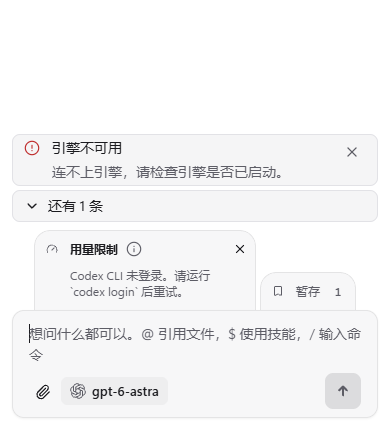 引擎不可用
连不上引擎，请检查引擎是否已启动。
还有 1 条
用量限制
Codex CLI 未登录。请运行
`codex login` 后重试。
暂存 1
想问什么都可以。@ 引用文件，$ 使用技能，/ 输入命
令
gpt-6-astra